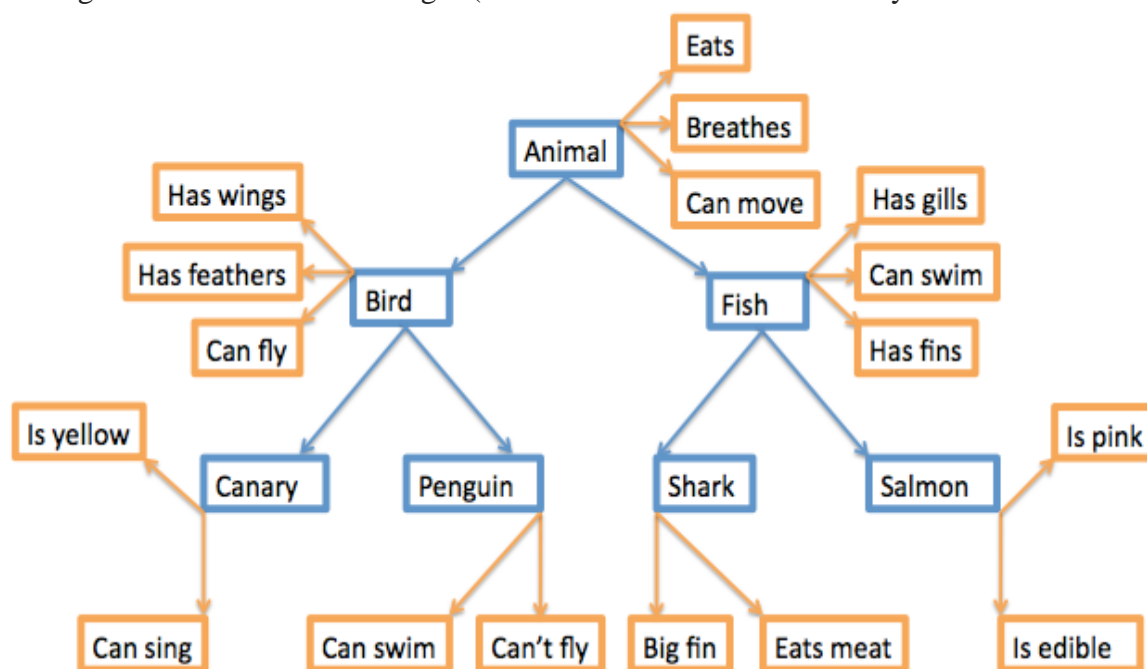 Eats
Animal
Breathes
Can move
Has wings
Has feathers
Can fly
Bird
Fish
Has gills
Can swim
Has fins
Is yellow
Canary
Penguin
Shark
Salmon
Is pink
Can sing
Can swim
Can't fly
Big fin
Eats meat
Is edible